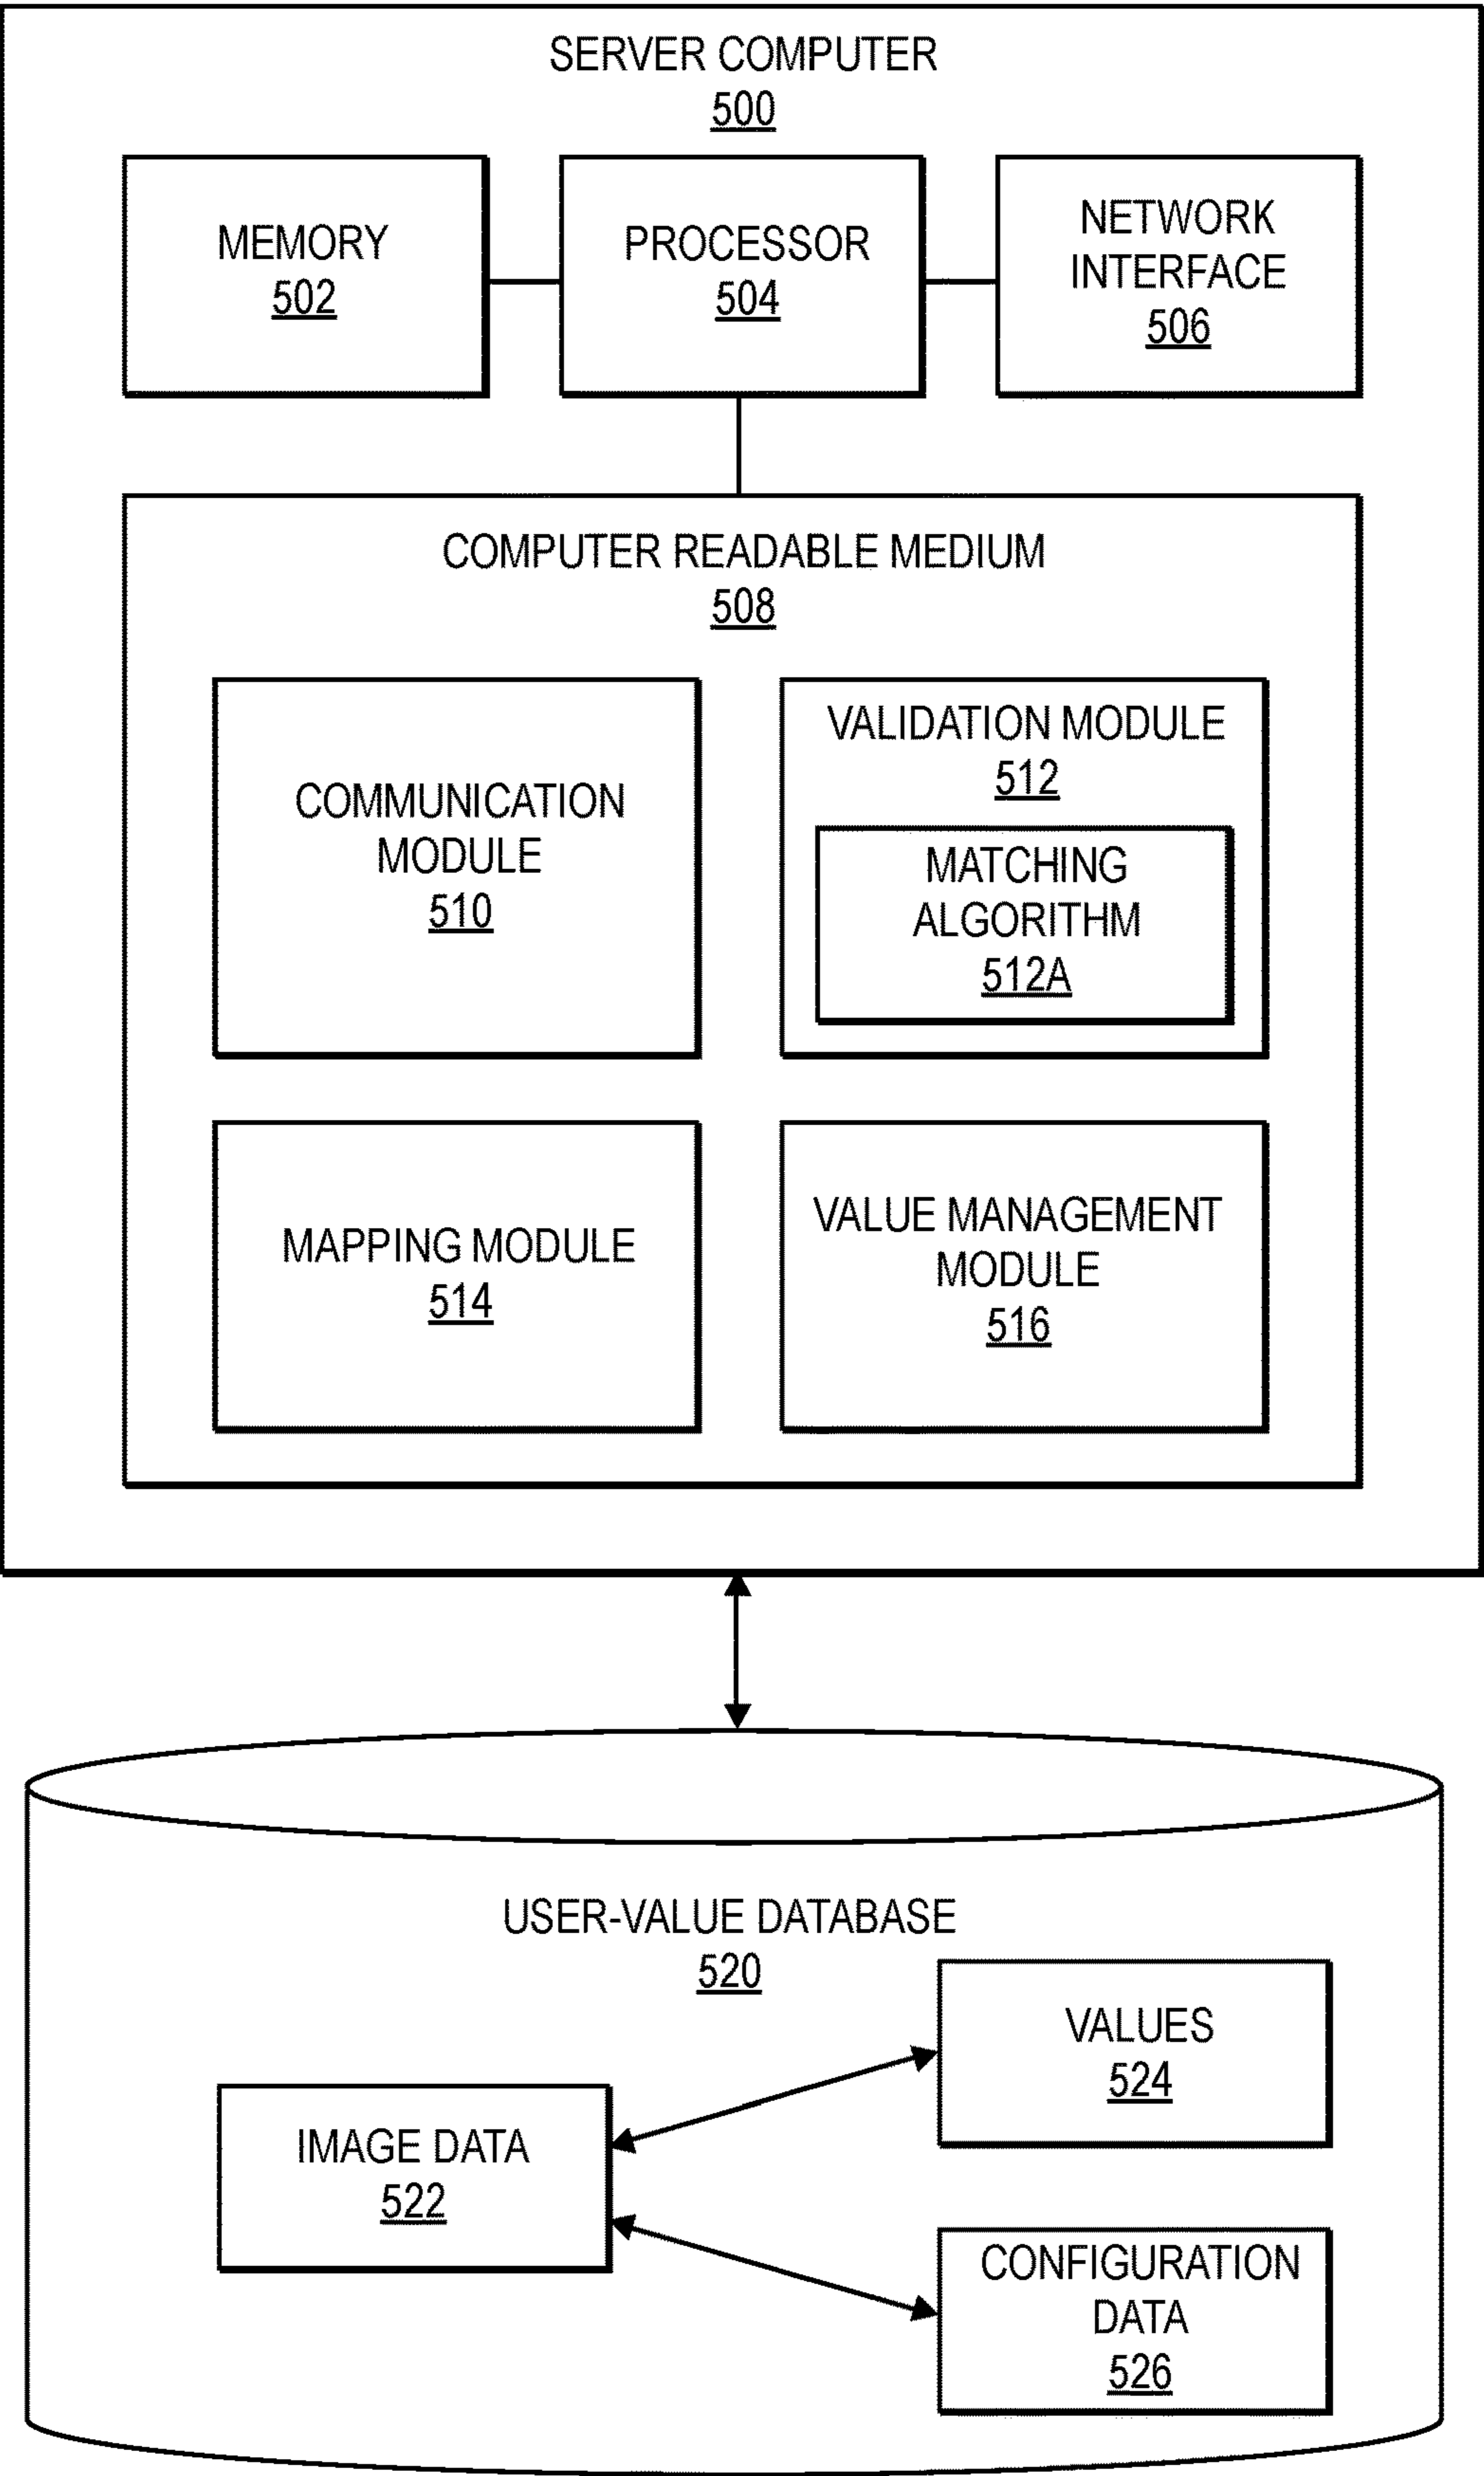 SERVER COMPUTER
500
MEMORY
502
PROCESSOR
504
NETWORK
INTERFACE
506
COMPUTER READABLE MEDIUM
508
COMMUNICATION
MODULE
510
VALIDATION MODULE
512
MATCHING
ALGORITHM
512A
MAPPING MODULE
514
VALUE MANAGEMENT
MODULE
516
USER-VALUE DATABASE
520
IMAGE DATA
522
VALUES
524
CONFIGURATION
DATA
526